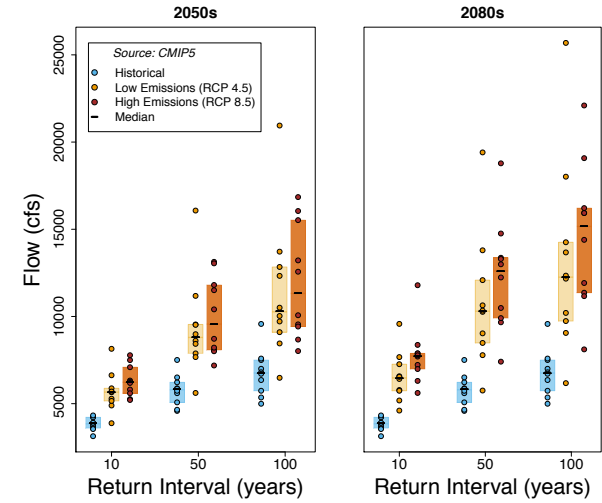 2050s
2080s
Source: CMIP5
Historical
Low Emissions (RCP 4.5)
High Emissions (RCP 8.5)
Median
Flow (cfs)
25000
20000
15000
10000
5000
10 50 100
10 50 100
Return Interval (years)
Return Interval (years)